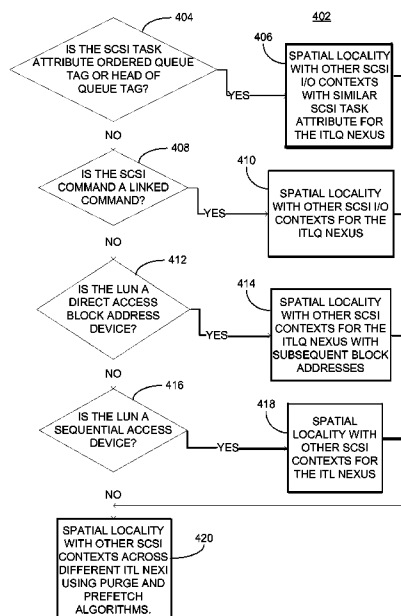 404
402
IS THE SCSI TASK
ATTRIBUTE ORDERED QUEUE
TAG OR HEAD OF
QUEUE TAG?
YES
406
SPATIAL LOCALITY
WITH OTHER SCSI
I/O CONTEXTS
WITH SIMILAR
SCSI TASK
ATTRIBUTE FOR
THE ITLQ NEXUS
NO
408
IS THE SCSI
COMMAND A LINKED
COMMAND?
YES
410
SPATIAL LOCALITY
WITH OTHER SCSI I/O
CONTEXTS FOR THE
ITLQ NEXUS
NO
412
IS THE LUN A
DIRECT ACCESS
BLOCK ADDRESS
DEVICE?
YES
414
SPATIAL LOCALITY
WITH OTHER SCSI
CONTEXTS FOR THE
ITLQ NEXUS WITH
SUBSEQUENT BLOCK
ADDRESSES
NO
416
IS THE LUN A
SEQUENTIAL ACCESS
DEVICE?
YES
418
SPATIAL
LOCALITY WITH
OTHER SCSI
CONTEXTS FOR
THE ITL NEXUS
NO
SPATIAL LOCALITY
WITH OTHER SCSI
CONTEXTS ACROSS
DIFFERENT ITL NEXI
USING PURGE AND
PREFETCH
ALGORITHMS.
420